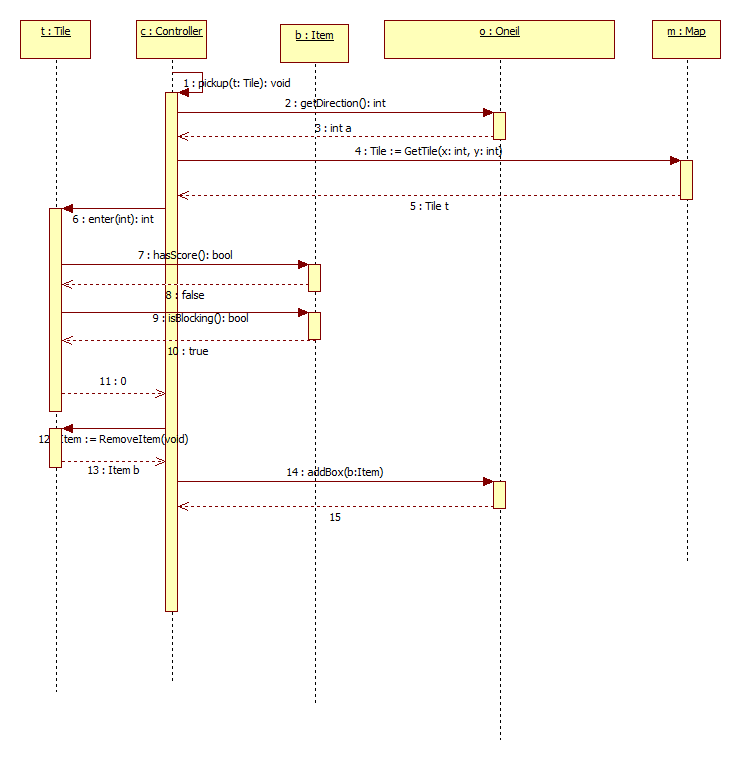 t : Tile
c : Controller
b : Item
o : Oneil
m : Map
1 : pickup(t: Tile): void
2 : getDirection(): int
3 : int a
4 : Tile := GetTile(x: int, y: int)
5 : Tile t
6 : enter(int): int
7 : hasScore(): bool
8 : false
9 : isBlocking(): bool
10 : true
11 : 0
12 : Item := RemoveItem(void)
13 : Item b
14 : addBox(b:Item)
15